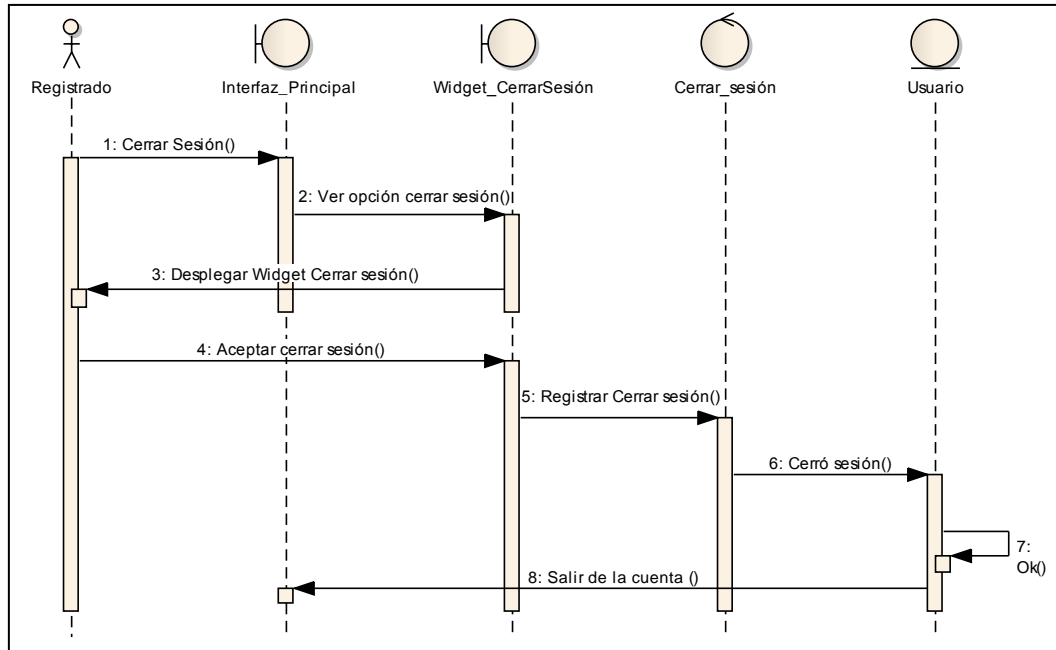 Registrado
Interfaz_Principal
Widget_CerrarSesión
Cerrar_sesión
Usuario
1: Cerrar Sesión()
2: Ver opción cerrar sesión()
3: Desplegar Widget Cerrar sesión()
4: Aceptar cerrar sesión()
5: Registrar Cerrar sesión()
6: Cerró sesión()
7:
Ok()
8: Salir de la cuenta ()